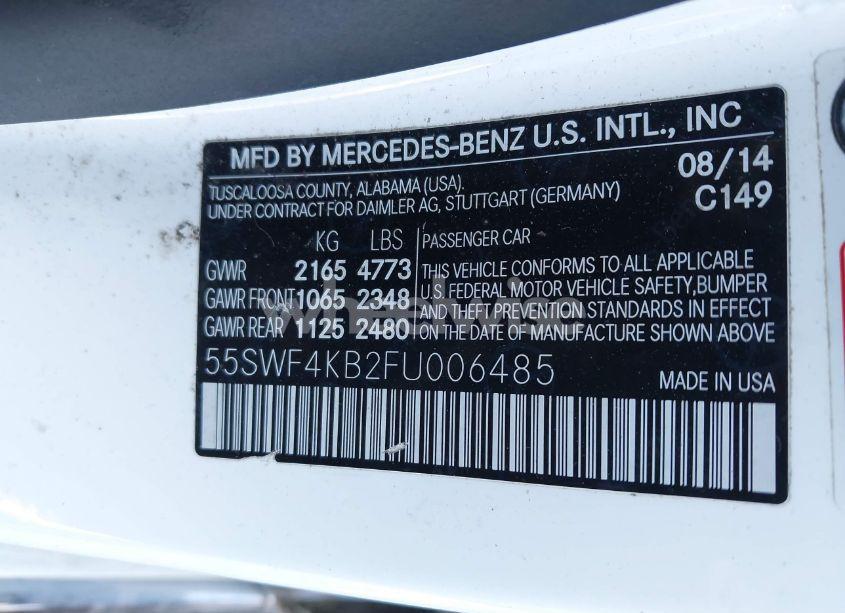 MFD BY MERCEDES-BENZ U.S. INTL., INC
TUSCALOOSA COUNTY, ALABAMA (USA).
UNDER CONTRACT FOR DAIMLER AG, STUTTGART (GERMANY)
08/14
C149
KG LBS
GVWR 2165 4773
GAWR FRONT 1065 2348
GAWR REAR 1125 2480
PASSENGER CAR
THIS VEHICLE CONFORMS TO ALL APPLICABLE
U.S. FEDERAL MOTOR VEHICLE SAFETY, BUMPER
AND THEFT PREVENTION STANDARDS IN EFFECT
ON THE DATE OF MANUFACTURE SHOWN ABOVE
55SWF4KB2FU006485
MADE IN USA